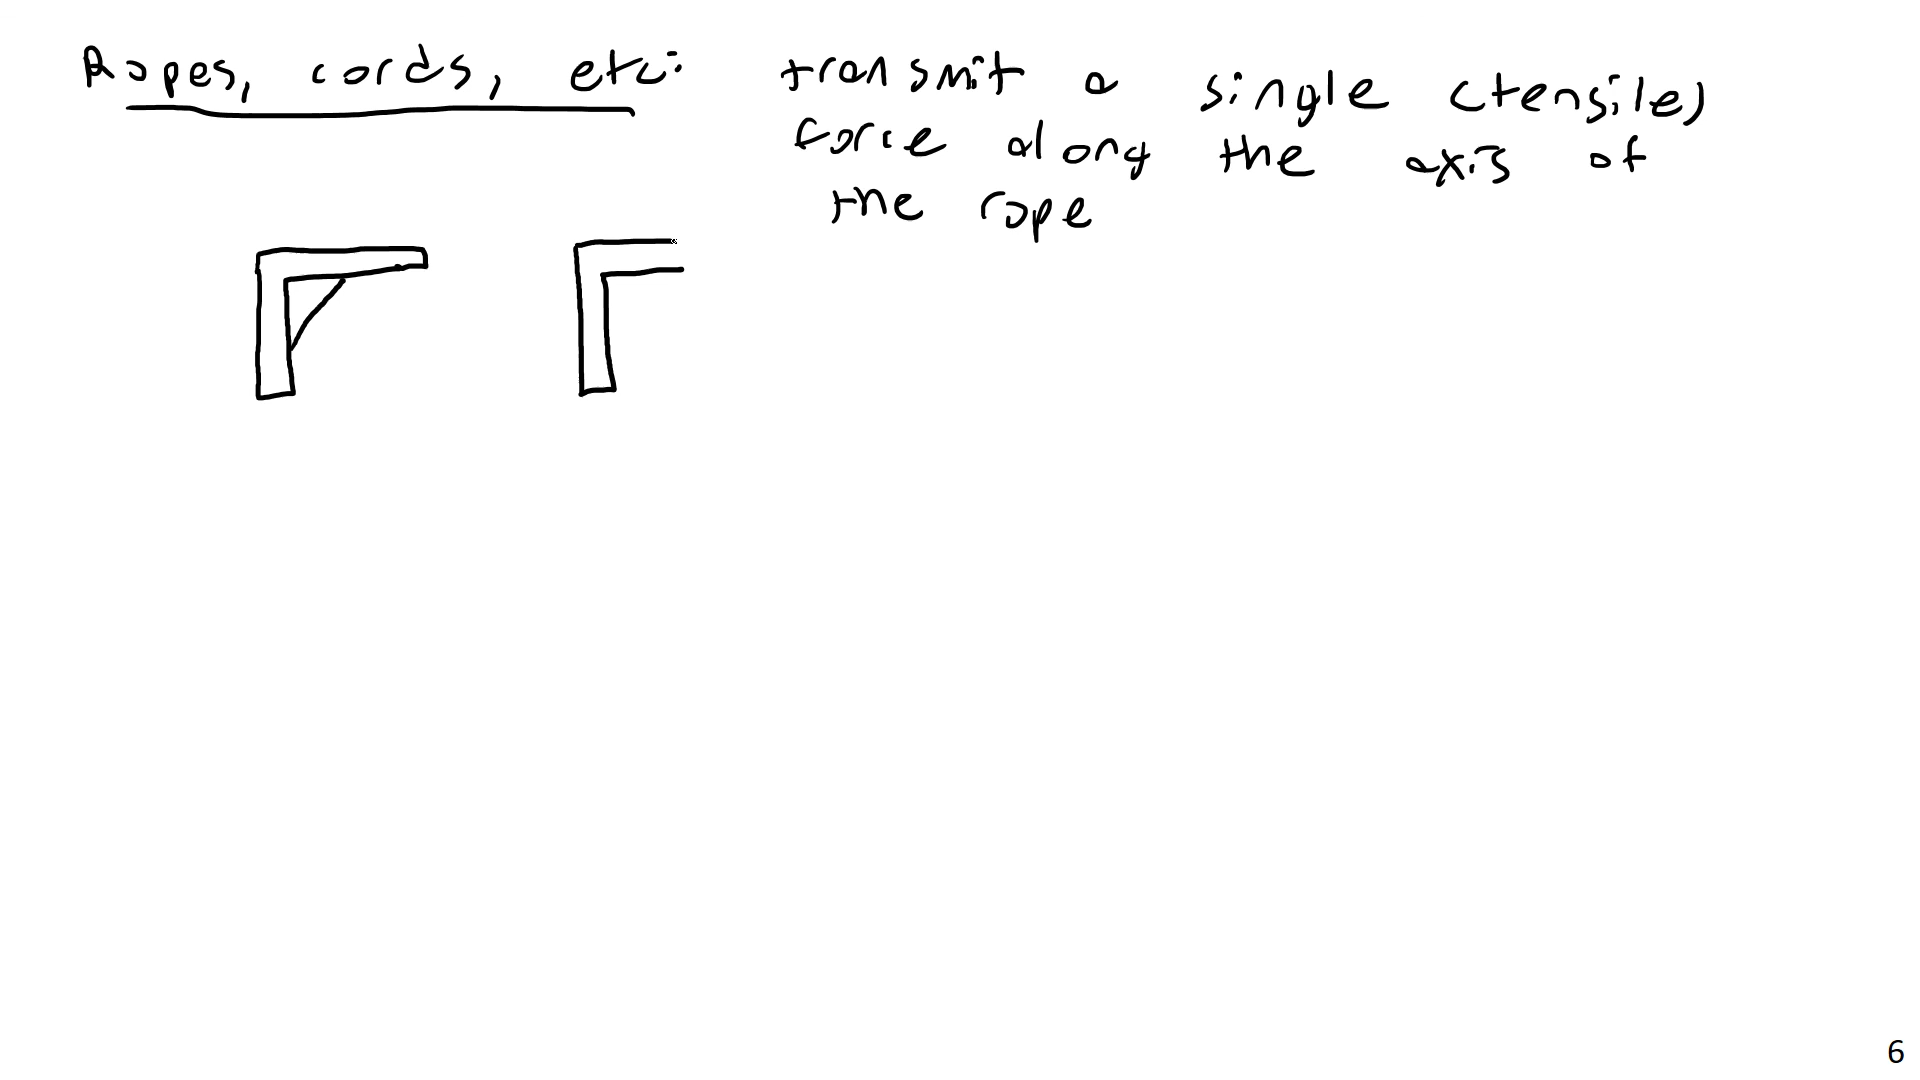 Ropes, cords, etc: transmit a single (tensile)
force along the axis of
the rope
6